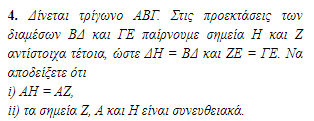 4. Δίνεται τρίγωνο ΑΒΓ. Στις προεκτάσεις των
διαμέσων ΒΔ και ΓΕ παίρνουμε σημεία Η και Ζ
αντίστοιχα τέτοια, ώστε ΔΗ = ΒΔ και ΖΕ = ΓΕ. Να
αποδείξετε ότι
i) ΑΗ = ΑΖ,
ii) τα σημεία Ζ, Α και Η είναι συνευθειακά.